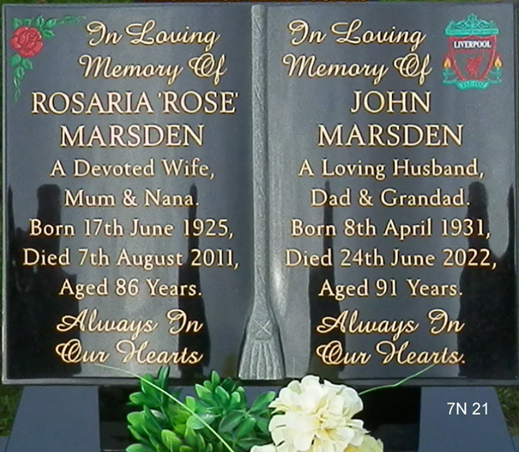 In Loving
Memory Of
ROSARIA 'ROSE'
MARSDEN
A Devoted Wife,
Mum & Nana.
Born 17th June 1925,
Died 7th August 2011,
Aged 86 Years.
Always In
Our Hearts
In Loving
Memory Of
LIVERPOOL
JOHN
MARSDEN
A Loving Husband,
Dad & Grandad.
Born 8th April 1931,
Died 24th June 2022,
Aged 91 Years.
Always In
Our Hearts.
7N 21